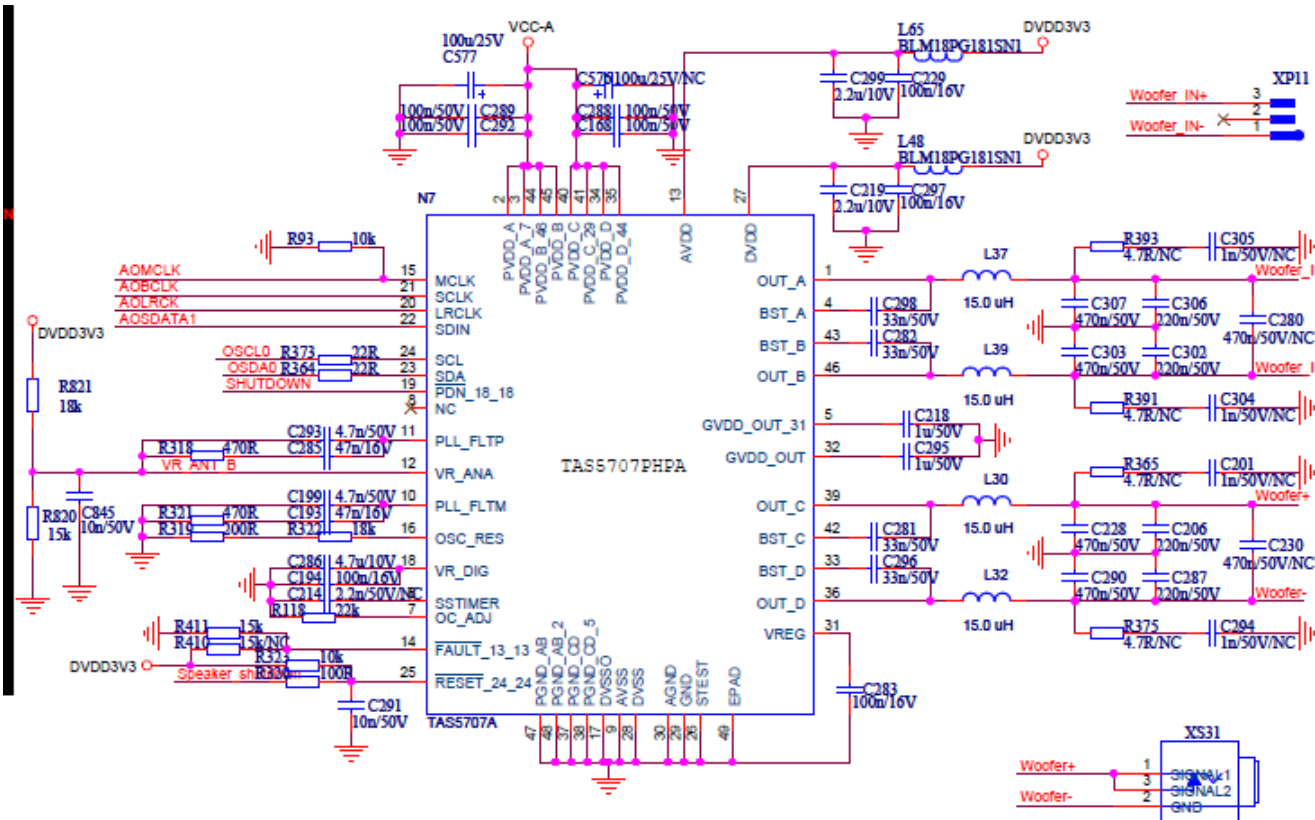 VCC-A
100u/25V
C577
C576 100u/25V/NC
100n/50V C289
100n/50V C292
C288 100n/50V
C168 100n/50V
L65
BLM18PG181SN1
DVDD3V3
C299
2.2u/10V
C229
100n/16V
L48
BLM18PG181SN1
DVDD3V3
C219
2.2u/10V
C297
100n/16V
XP11
Woofer_IN+ 3
2
Woofer_IN- 1
N7
2 3 44 45 40 41 34 35 13 27
PVDD_A
PVDD_A_7
PVDD_B_46
PVDD_B
PVDD_C
PVDD_C_29
PVDD_D
PVDD_D_44
AVDD
DVDD
R93 10k
AOMCLK 15 MCLK
AOBCLK 21 SCLK
AOLRCK 20 LRCLK
AOSDATA1 22 SDIN
DVDD3V3
OSCL0 R373 22R 24 SCL
OSDA0 R364 22R 23 SDA
SHUTDOWN 19 PDN_18_18
8 NC
R821
18k
C293 4.7n/50V 11 PLL_FLTP
R318 470R C285 47n/16V
VR_ANT_B 12 VR_ANA
C199 4.7n/50V 10 PLL_FLTM
R321 470R C193 47n/16V
R319 200R R322 18k 16 OSC_RES
R820
15k
C845
10n/50V
C286 4.7u/10V 18 VR_DIG
C194 100n/16V
C214 2.2n/50V/NC SSTIMER
R118 22k 7 OC_ADJ
R411 15k
R410 15k/NC 14 FAULT_13_13
DVDD3V3 R323 10k
R320 100R 25 RESET_24_24
C291
10n/50V
TAS5707A
TAS5707PHPA
OUT_A 1
BST_A 4
BST_B 43
OUT_B 46
GVDD_OUT_31 5
GVDD_OUT 32
OUT_C 39
BST_C 42
BST_D 33
OUT_D 36
VREG 31
C298
33n/50V
C282
33n/50V
C218
1u/50V
C295
1u/50V
C281
33n/50V
C296
33n/50V
C283
100n/16V
L37
15.0 uH
L39
15.0 uH
L30
15.0 uH
L32
15.0 uH
R393
4.7R/NC
C305
1n/50V/NC
Woofer_I
C307
470n/50V
C306
220n/50V
C280
470n/50V/NC
C303
470n/50V
C302
220n/50V
Woofer_I
R391
4.7R/NC
C304
1n/50V/NC
R365
4.7R/NC
C201
1n/50V/NC
Woofer+
C228
470n/50V
C206
220n/50V
C230
470n/50V/NC
C290
470n/50V
C287
220n/50V
Woofer-
R375
4.7R/NC
C294
1n/50V/NC
PGND_AB
PGND_AB_2
PGND_CD
PGND_CD_5
DVSSO
AVSS
DVSS
AGND
GND
STEST
EPAD
47 48 37 38 17 9 28 30 29 26 49
XS31
Woofer+ 1 SIGNAL1
3 SIGNAL2
Woofer- 2 GND